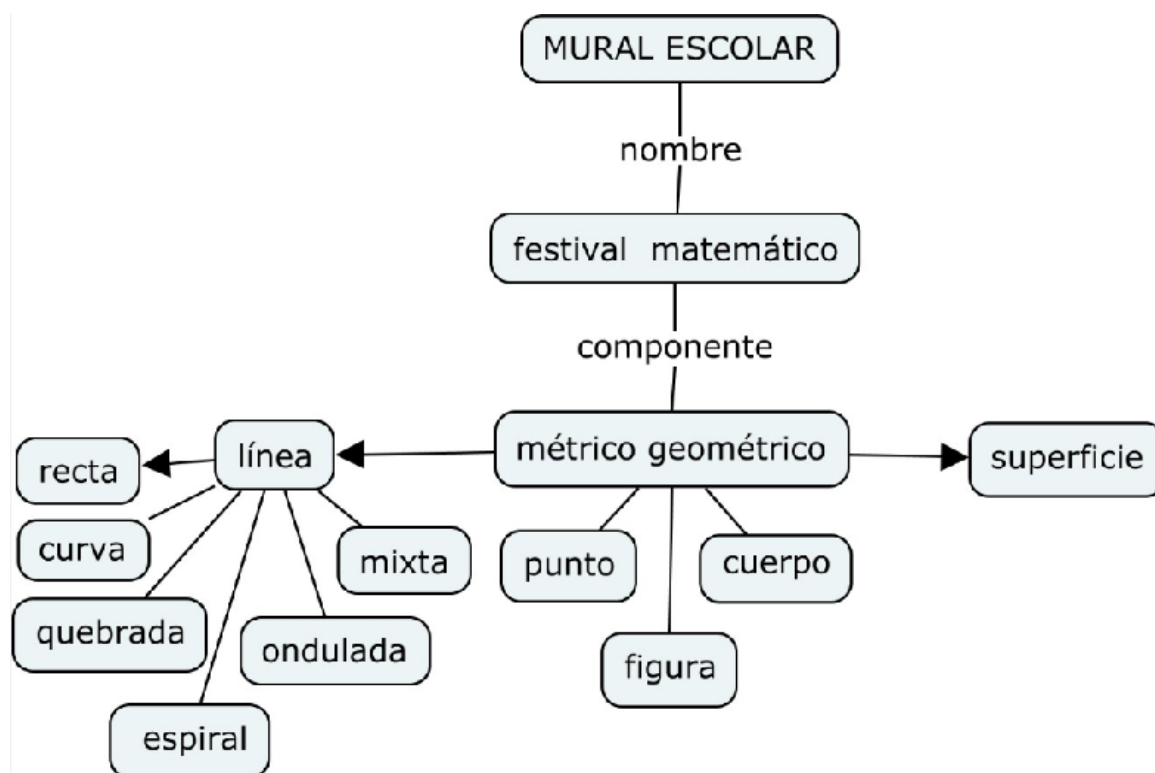 MURAL ESCOLAR
nombre
festival matemático
componente
métrico geométrico
línea
recta
curva
quebrada
espiral
ondulada
mixta
punto
figura
cuerpo
superficie